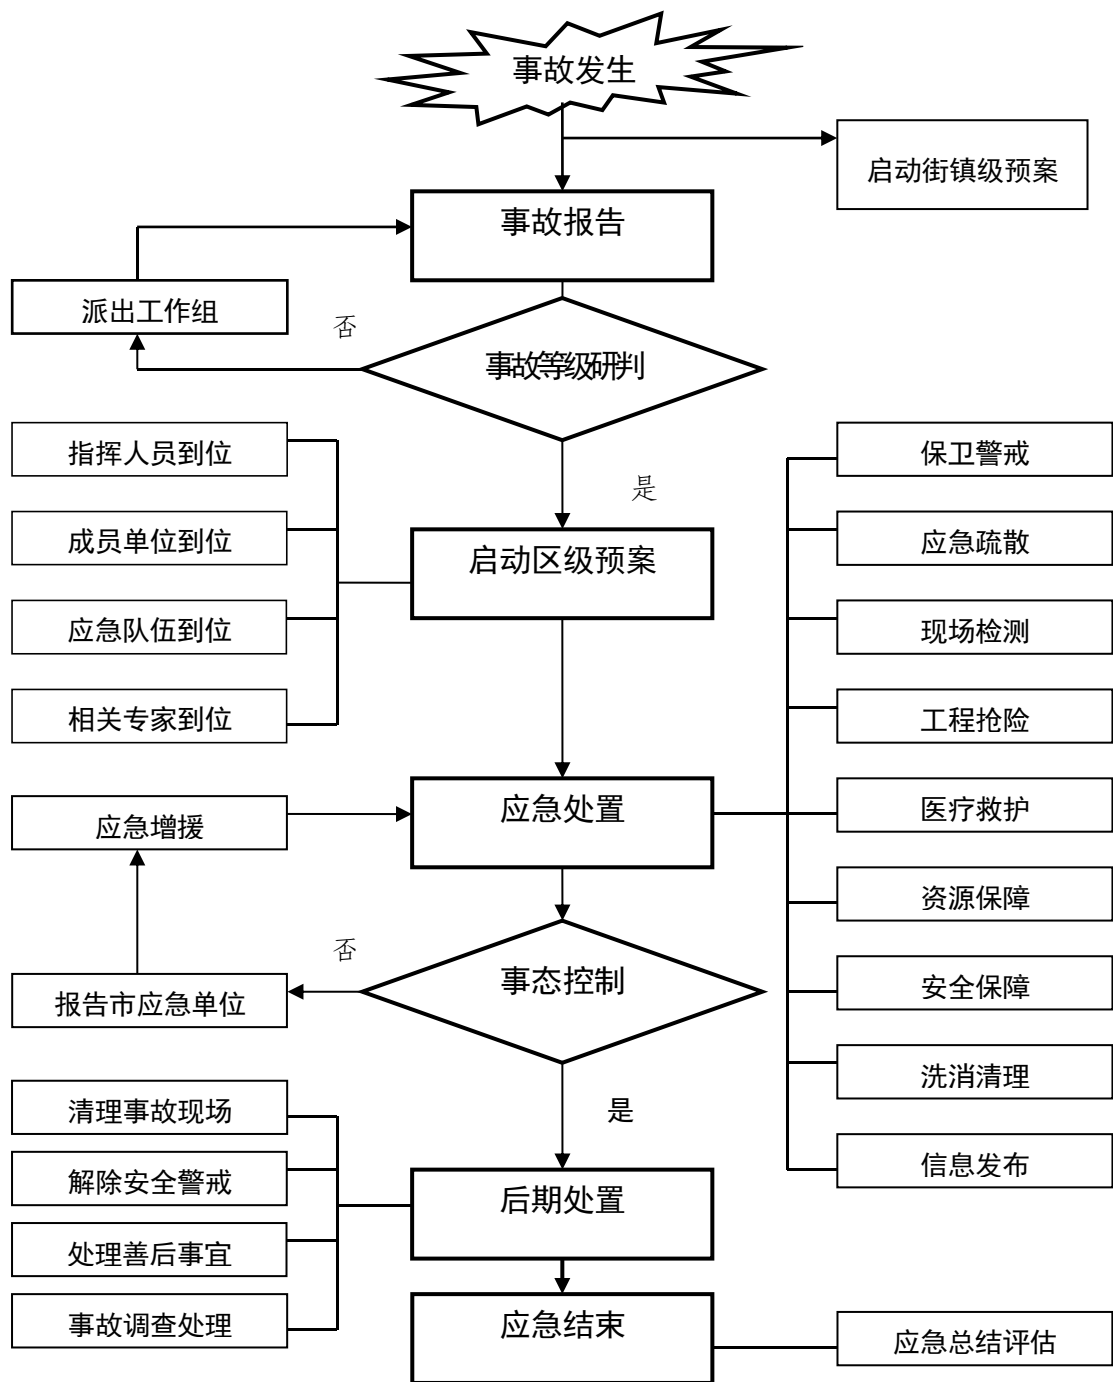 事故发生
启动街镇级预案
事故报告
派出工作组
否
事故等级研判
指挥人员到位
保卫警戒
是
成员单位到位
应急疏散
启动区级预案
应急队伍到位
现场检测
相关专家到位
工程抢险
应急处置
医疗救护
应急增援
资源保障
否
事态控制
安全保障
报告市应急单位
洗消清理
清理事故现场
是
信息发布
解除安全警戒
后期处置
处理善后事宜
事故调查处理
应急结束
应急总结评估